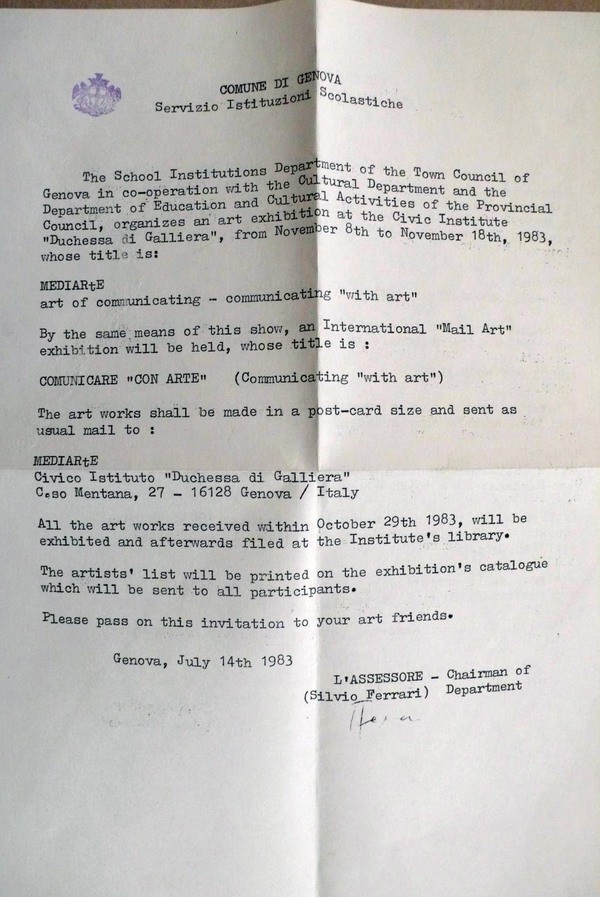 COMUNE DI GENOVA
Servizio Istituzioni Scolastiche
The School Institutions Department of the Town Council of
Genova in co-operation with the Cultural Department and the
Department of Education and Cultural Activities of the Provincial
Council, organizes an art exhibition at the Civic Institute
"Duchessa di Galliera", from November 8th to November 18th, 1983,
whose title is:
MEDIARtE
art of communicating - communicating "with art"
By the same means of this show, an International "Mail Art"
exhibition will be held, whose title is :
COMUNICARE "CON ARTE" (Communicating "with art")
The art works shall be made in a post-card size and sent as
usual mail to :
MEDIARtE
Civico Istituto "Duchessa di Galliera"
C.so Mentana, 27 - 16128 Genova / Italy
All the art works received within October 29th 1983, will be
exhibited and afterwards filed at the Institute's library.
The artists' list will be printed on the exhibition's catalogue
which will be sent to all participants.
Please pass on this invitation to your art friends.
Genova, July 14th 1983
L'ASSESSORE - Chairman of
(Silvio Ferrari) Department